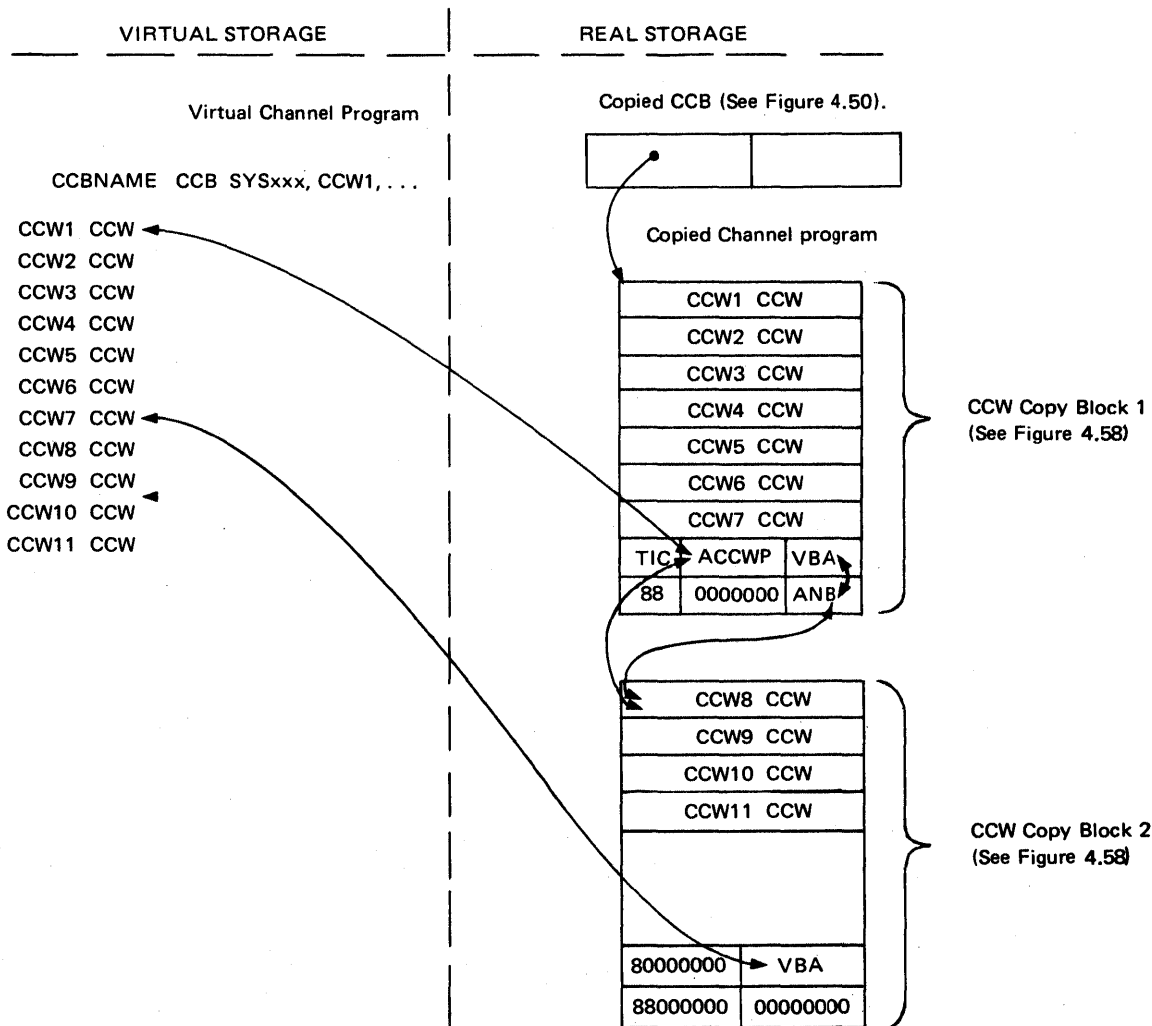 VIRTUAL STORAGE
REAL STORAGE
Virtual Channel Program
Copied CCB (See Figure 4.50).
CCBNAME CCB SYSxxx, CCW1, . . .
CCW1 CCW
CCW2 CCW
CCW3 CCW
CCW4 CCW
CCW5 CCW
CCW6 CCW
CCW7 CCW
CCW8 CCW
CCW9 CCW
CCW10 CCW
CCW11 CCW
Copied Channel program
CCW1 CCW
CCW2 CCW
CCW3 CCW
CCW4 CCW
CCW5 CCW
CCW6 CCW
CCW7 CCW
TIC ACCWP VBA
88 0000000 ANB
CCW Copy Block 1
(See Figure 4.58)
CCW8 CCW
CCW9 CCW
CCW10 CCW
CCW11 CCW
80000000 VBA
88000000 00000000
CCW Copy Block 2
(See Figure 4.58)